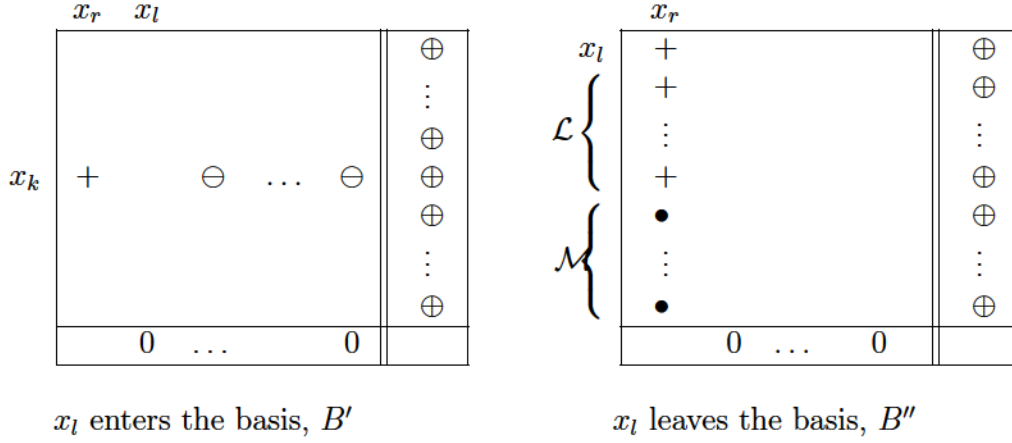 x_r x_l x_r
⊕ x_l + ⊕
⋮ + ⊕
⊕ ℒ ⋮ ⋮
x_k + ⊖ … ⊖ ⊕ + ⊕
⊕ • ⊕
⋮ ℳ ⋮ ⋮
⊕ • ⊕
0 … 0 0 … 0
x_l enters the basis, B′ x_l leaves the basis, B″